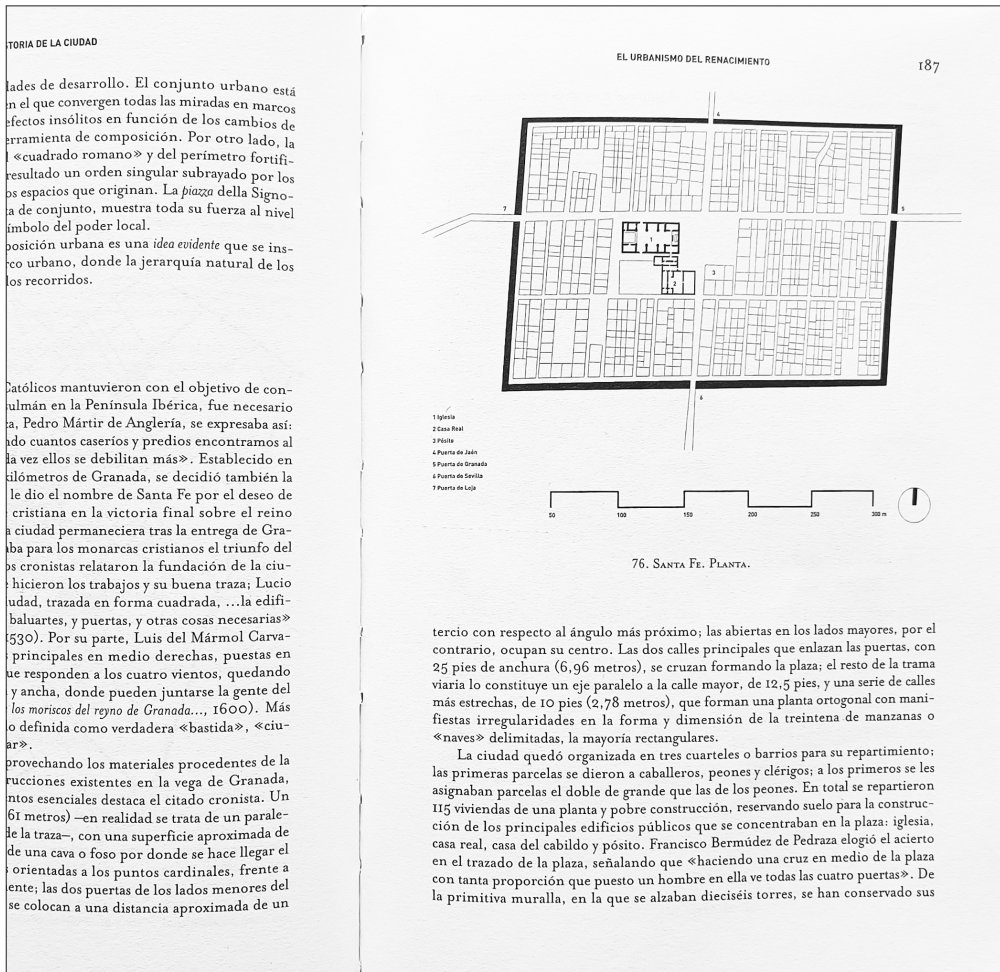 STORIA DE LA CIUDAD
lades de desarrollo. El conjunto urbano está
n el que convergen todas las miradas en marcos
efectos insólitos en función de los cambios de
erramienta de composición. Por otro lado, la
l «cuadrado romano» y del perímetro fortifi-
resultado un orden singular subrayado por los
os espacios que originan. La piazza della Signo-
a de conjunto, muestra toda su fuerza al nivel
ímbolo del poder local.
posición urbana es una idea evidente que se ins-
rco urbano, donde la jerarquía natural de los
los recorridos.
Católicos mantuvieron con el objetivo de con-
ulmán en la Península Ibérica, fue necesario
a, Pedro Mártir de Anglería, se expresaba así:
ndo cuantos caseríos y predios encontramos al
la vez ellos se debilitan más». Establecido en
kilómetros de Granada, se decidió también la
le dio el nombre de Santa Fe por el deseo de
cristiana en la victoria final sobre el reino
a ciudad permaneciera tras la entrega de Gra-
aba para los monarcas cristianos el triunfo del
os cronistas relataron la fundación de la ciu-
hicieron los trabajos y su buena traza; Lucio
iudad, trazada en forma cuadrada, ...la edifi-
baluartes, y puertas, y otras cosas necesarias»
1530). Por su parte, Luis del Mármol Carva-
principales en medio derechas, puestas en
ue responden a los cuatro vientos, quedando
y ancha, donde pueden juntarse la gente del
los moriscos del reyno de Granada..., 1600). Más
o definida como verdadera «bastida», «ciu-
ar».
provechando los materiales procedentes de la
rucciones existentes en la vega de Granada,
ntos esenciales destaca el citado cronista. Un
61 metros) —en realidad se trata de un parale-
de la traza—, con una superficie aproximada de
de una cava o foso por donde se hace llegar el
orientadas a los puntos cardinales, frente a
ente; las dos puertas de los lados menores del
se colocan a una distancia aproximada de un
EL URBANISMO DEL RENACIMIENTO
187
4
7
5
1
3
2
6
1 Iglesia
2 Casa Real
3 Pósito
4 Puerta de Jaén
5 Puerta de Granada
6 Puerta de Sevilla
7 Puerta de Loja
50 100 150 200 250 300 m
76. Santa Fe. Planta.
tercio con respecto al ángulo más próximo; las abiertas en los lados mayores, por el
contrario, ocupan su centro. Las dos calles principales que enlazan las puertas, con
25 pies de anchura (6,96 metros), se cruzan formando la plaza; el resto de la trama
viaria lo constituye un eje paralelo a la calle mayor, de 12,5 pies, y una serie de calles
más estrechas, de 10 pies (2,78 metros), que forman una planta ortogonal con mani-
fiestas irregularidades en la forma y dimensión de la treintena de manzanas o
«naves» delimitadas, la mayoría rectangulares.
La ciudad quedó organizada en tres cuarteles o barrios para su repartimiento;
las primeras parcelas se dieron a caballeros, peones y clérigos; a los primeros se les
asignaban parcelas el doble de grande que las de los peones. En total se repartieron
115 viviendas de una planta y pobre construcción, reservando suelo para la construc-
ción de los principales edificios públicos que se concentraban en la plaza: iglesia,
casa real, casa del cabildo y pósito. Francisco Bermúdez de Pedraza elogió el acierto
en el trazado de la plaza, señalando que «haciendo una cruz en medio de la plaza
con tanta proporción que puesto un hombre en ella ve todas las cuatro puertas». De
la primitiva muralla, en la que se alzaban dieciséis torres, se han conservado sus